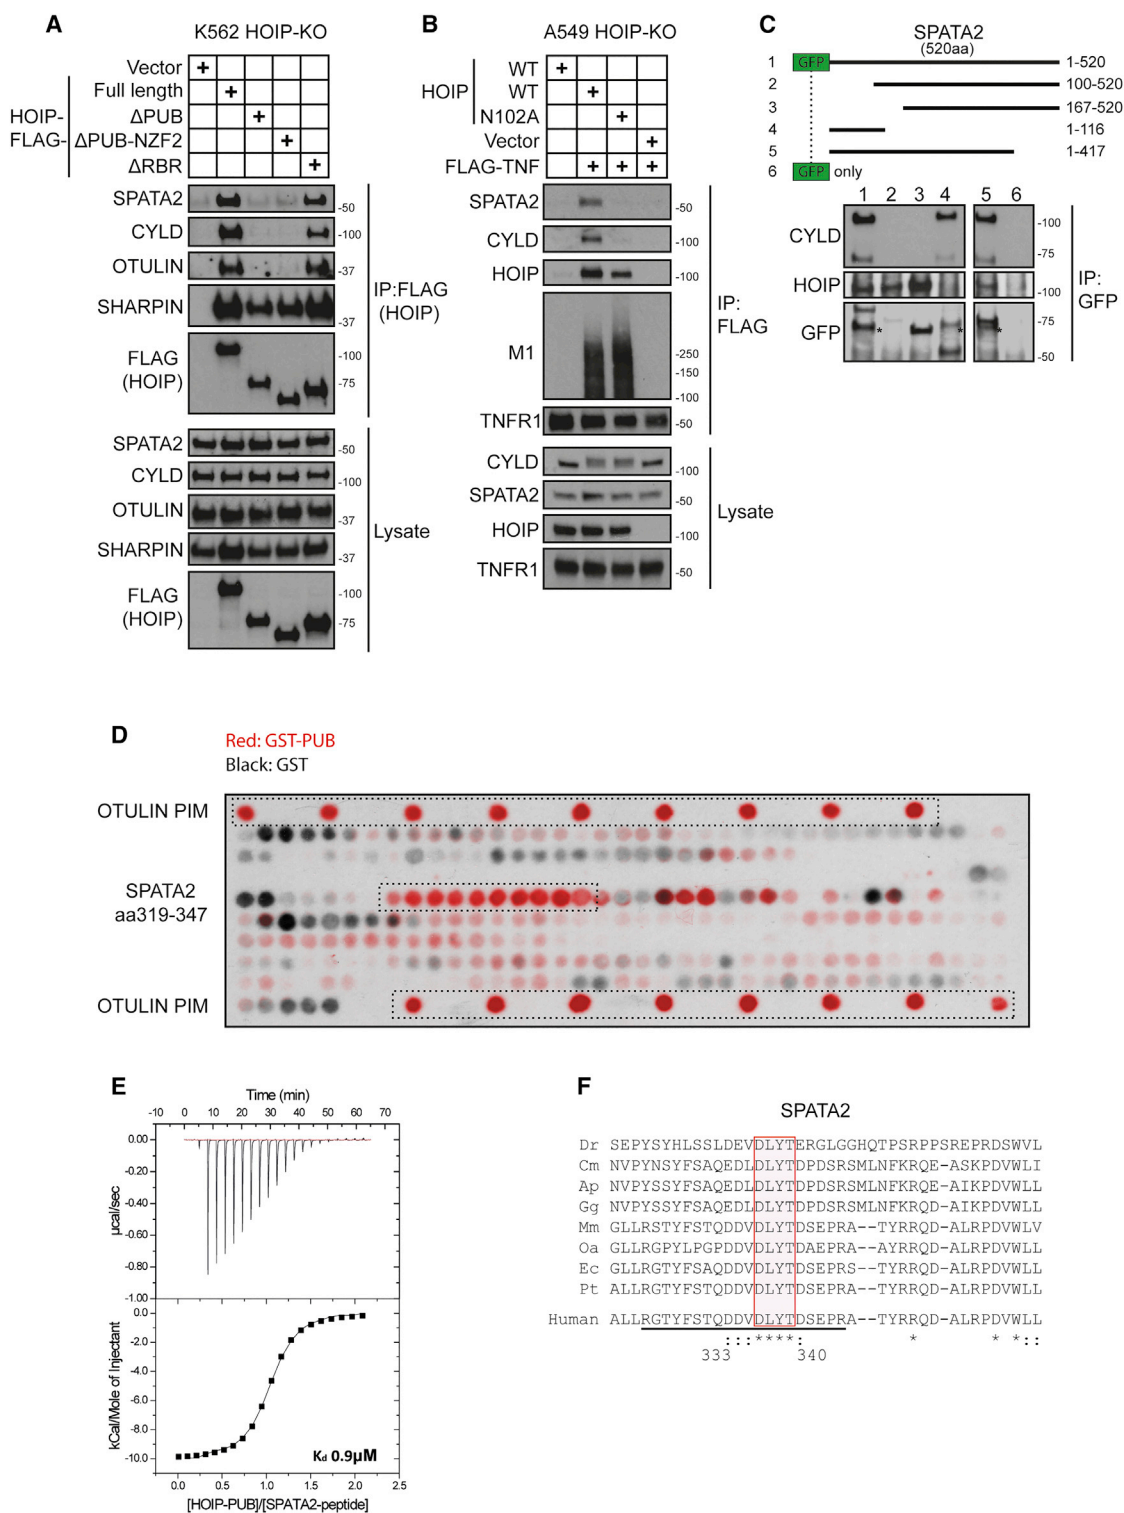 A
K562 HOIP-KO
Vector +
Full length +
HOIP- ΔPUB +
FLAG- ΔPUB-NZF2 +
ΔRBR +
SPATA2 -50
CYLD -100
OTULIN -37
SHARPIN -37
FLAG (HOIP) -100
-75
IP:FLAG
(HOIP)
SPATA2 -50
CYLD -100
OTULIN -37
SHARPIN -37
FLAG (HOIP) -100
-75
Lysate
B
A549 HOIP-KO
WT +
HOIP WT +
N102A +
Vector +
FLAG-TNF + + +
SPATA2 -50
CYLD -100
HOIP -100
M1 -250
-150
-100
TNFR1 -50
IP:
FLAG
CYLD -100
SPATA2 -50
HOIP -100
TNFR1 -50
Lysate
C
SPATA2
(520aa)
1 GFP 1-520
2 100-520
3 167-520
4 1-116
5 1-417
6 GFP only
1 2 3 4 5 6
CYLD -100
-75
HOIP -100
GFP * * * -75
-50
IP:
GFP
D
Red: GST-PUB
Black: GST
OTULIN PIM
SPATA2
aa319-347
OTULIN PIM
E
Time (min)
-10 0 10 20 30 40 50 60 70
0.00
-0.20
-0.40
-0.60
-0.80
-1.00
µcal/sec
0.0
-2.0
-4.0
-6.0
-8.0
-10.0
kCal/Mole of Injectant
Kd 0.9µM
0.0 0.5 1.0 1.5 2.0 2.5
[HOIP-PUB]/[SPATA2-peptide]
F
SPATA2
Dr SEPYSYHLSSLDEVDLYTERGLGGHQTPSRPPSREPRDSWVL
Cm NVPYNSYFSAQEDLDLYTDPDSRSMLNFKRQE-ASKPDVWLI
Ap NVPYSSYFSAQEDLDLYTDPDSRSMLNFKRQE-AIKPDVWLL
Gg NVPYSSYFSAQEDLDLYTDPDSRSMLNFKRQD-AIKPDVWLL
Mm GLLRSTYFSTQDDVDLYTDSEPRA--TYRRQD-ALRPDVWLV
Oa GLLRGPYLPGPDDVDLYTDAEPRA--AYRRQD-ALRPDVWLL
Ec GLLRGTYFSTQDDVDLYTDSEPRS--TYRRQD-ALRPDVWLL
Pt ALLRGTYFSTQDDVDLYTDSEPRA--TYRRQD-ALRPDVWLL
Human ALLRGTYFSTQDDVDLYTDSEPRA--TYRRQD-ALRPDVWLL
:::****: * * *::
333 340